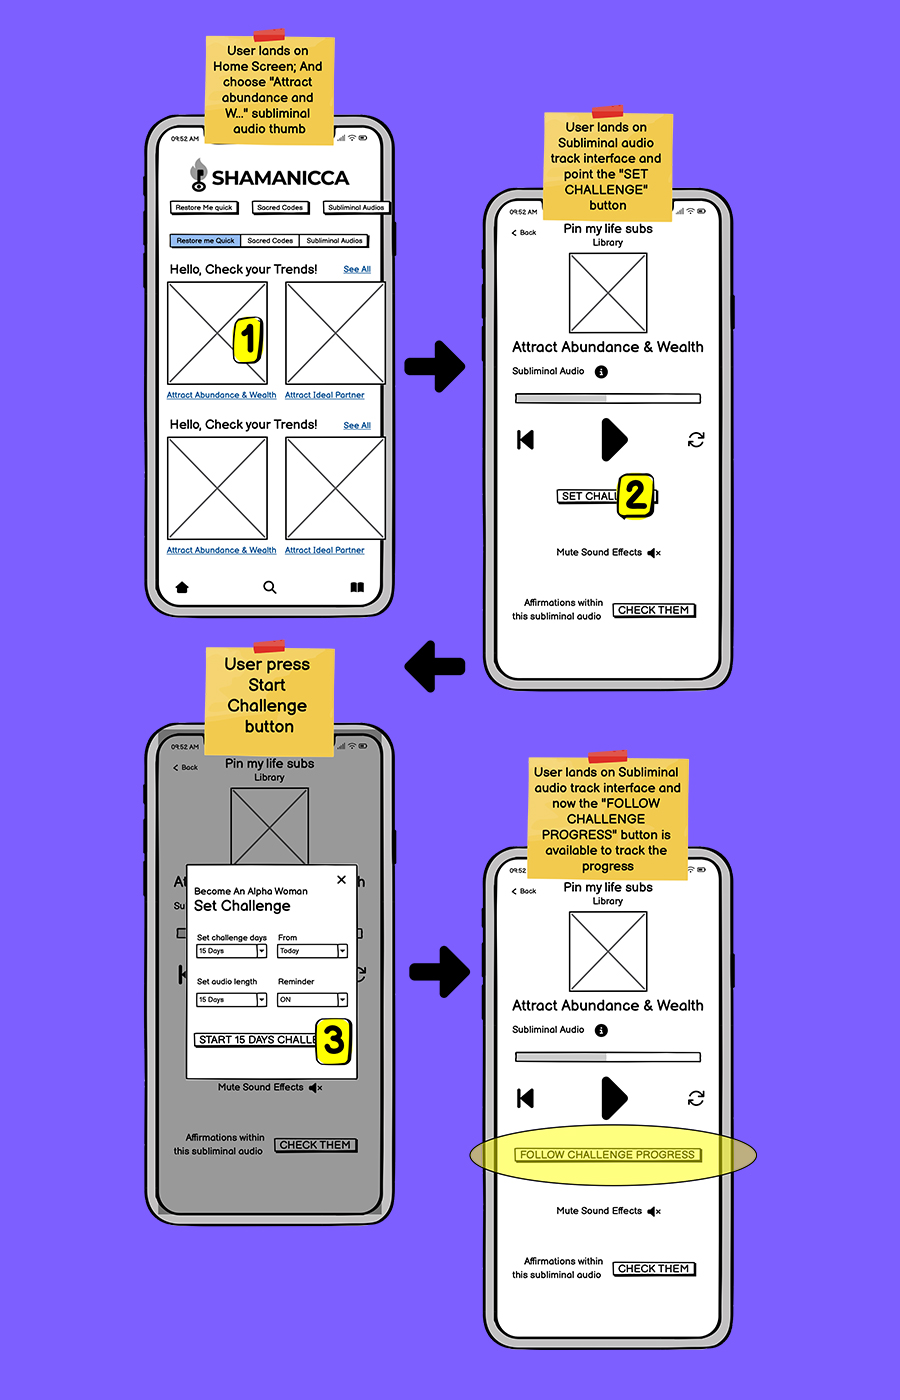 User lands on
Home Screen; And
choose "Attract
abundance and
W..." subliminal
audio thumb
09:52 AM
SHAMANICCA
Restore Me quick
Sacred Codes
Subliminal Audios
Restore me Quick
Sacred Codes
Subliminal Audios
Hello, Check your Trends!
See All
1
Attract Abundance & Wealth
Attract Ideal Partner
Hello, Check your Trends!
See All
Attract Abundance & Wealth
Attract Ideal Partner
User lands on
Subliminal audio
track interface and
point the "SET
CHALLENGE"
button
09:52 AM
Back
Pin my life subs
Library
Attract Abundance & Wealth
Subliminal Audio
SET CHAL
2
Mute Sound Effects
Affirmations within
this subliminal audio
CHECK THEM
User press
Start
Challenge
button
09:52 AM
Back
Pin my life subs
Library
At
h
Su
Become An Alpha Woman
Set Challenge
Set challenge days
From
15 Days
Today
Set audio length
Reminder
15 Days
ON
START 15 DAYS CHALLE
3
Mute Sound Effects
Affirmations within
this subliminal audio
CHECK THEM
User lands on Subliminal
audio track interface and
now the "FOLLOW
CHALLENGE
PROGRESS" button is
available to track the
progress
09:52
Back
Pin my life subs
Library
Attract Abundance & Wealth
Subliminal Audio
FOLLOW CHALLENGE PROGRESS
Mute Sound Effects
Affirmations within
this subliminal audio
CHECK THEM